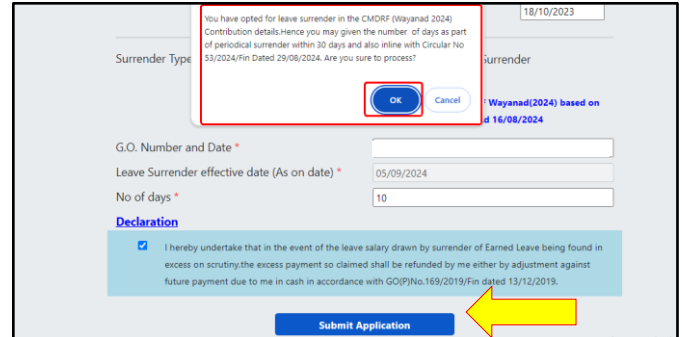 18/10/2023
You have opted for leave surrender in the CMDRF (Wayanad 2024)
Contribution details.Hence you may given the number of days as part
of periodical surrender within 30 days and also inline with Circular No
53/2024/Fin Dated 29/08/2024. Are you sure to process?
Surrender Type
Surrender
OK
Cancel
Wayanad(2024) based on
16/08/2024
G.O. Number and Date *
Leave Surrender effective date (As on date) *
05/09/2024
No of days *
10
Declaration
I hereby undertake that in the event of the leave salary drawn by surrender of Earned Leave being found in
excess on scrutiny,the excess payment so claimed shall be refunded by me either by adjustment against
future payment due to me in cash in accordance with GO(P)No.169/2019/Fin dated 13/12/2019.
Submit Application